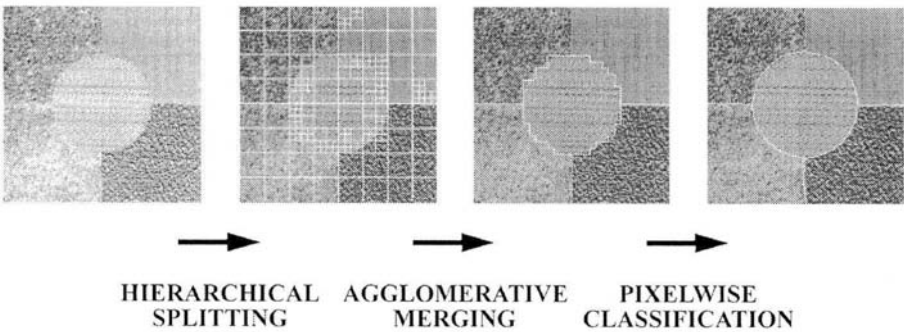 HIERARCHICAL SPLITTING
AGGLOMERATIVE MERGING
PIXELWISE CLASSIFICATION